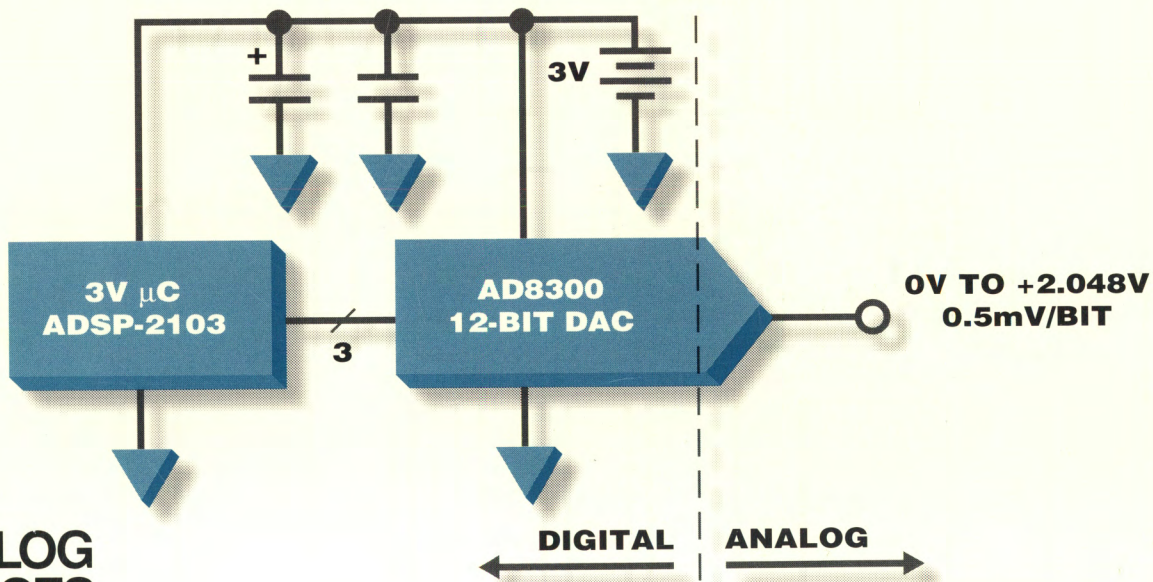 +
3V
3V μC
ADSP-2103
3
AD8300
12-BIT DAC
0V TO +2.048V
0.5mV/BIT
DIGITAL
ANALOG